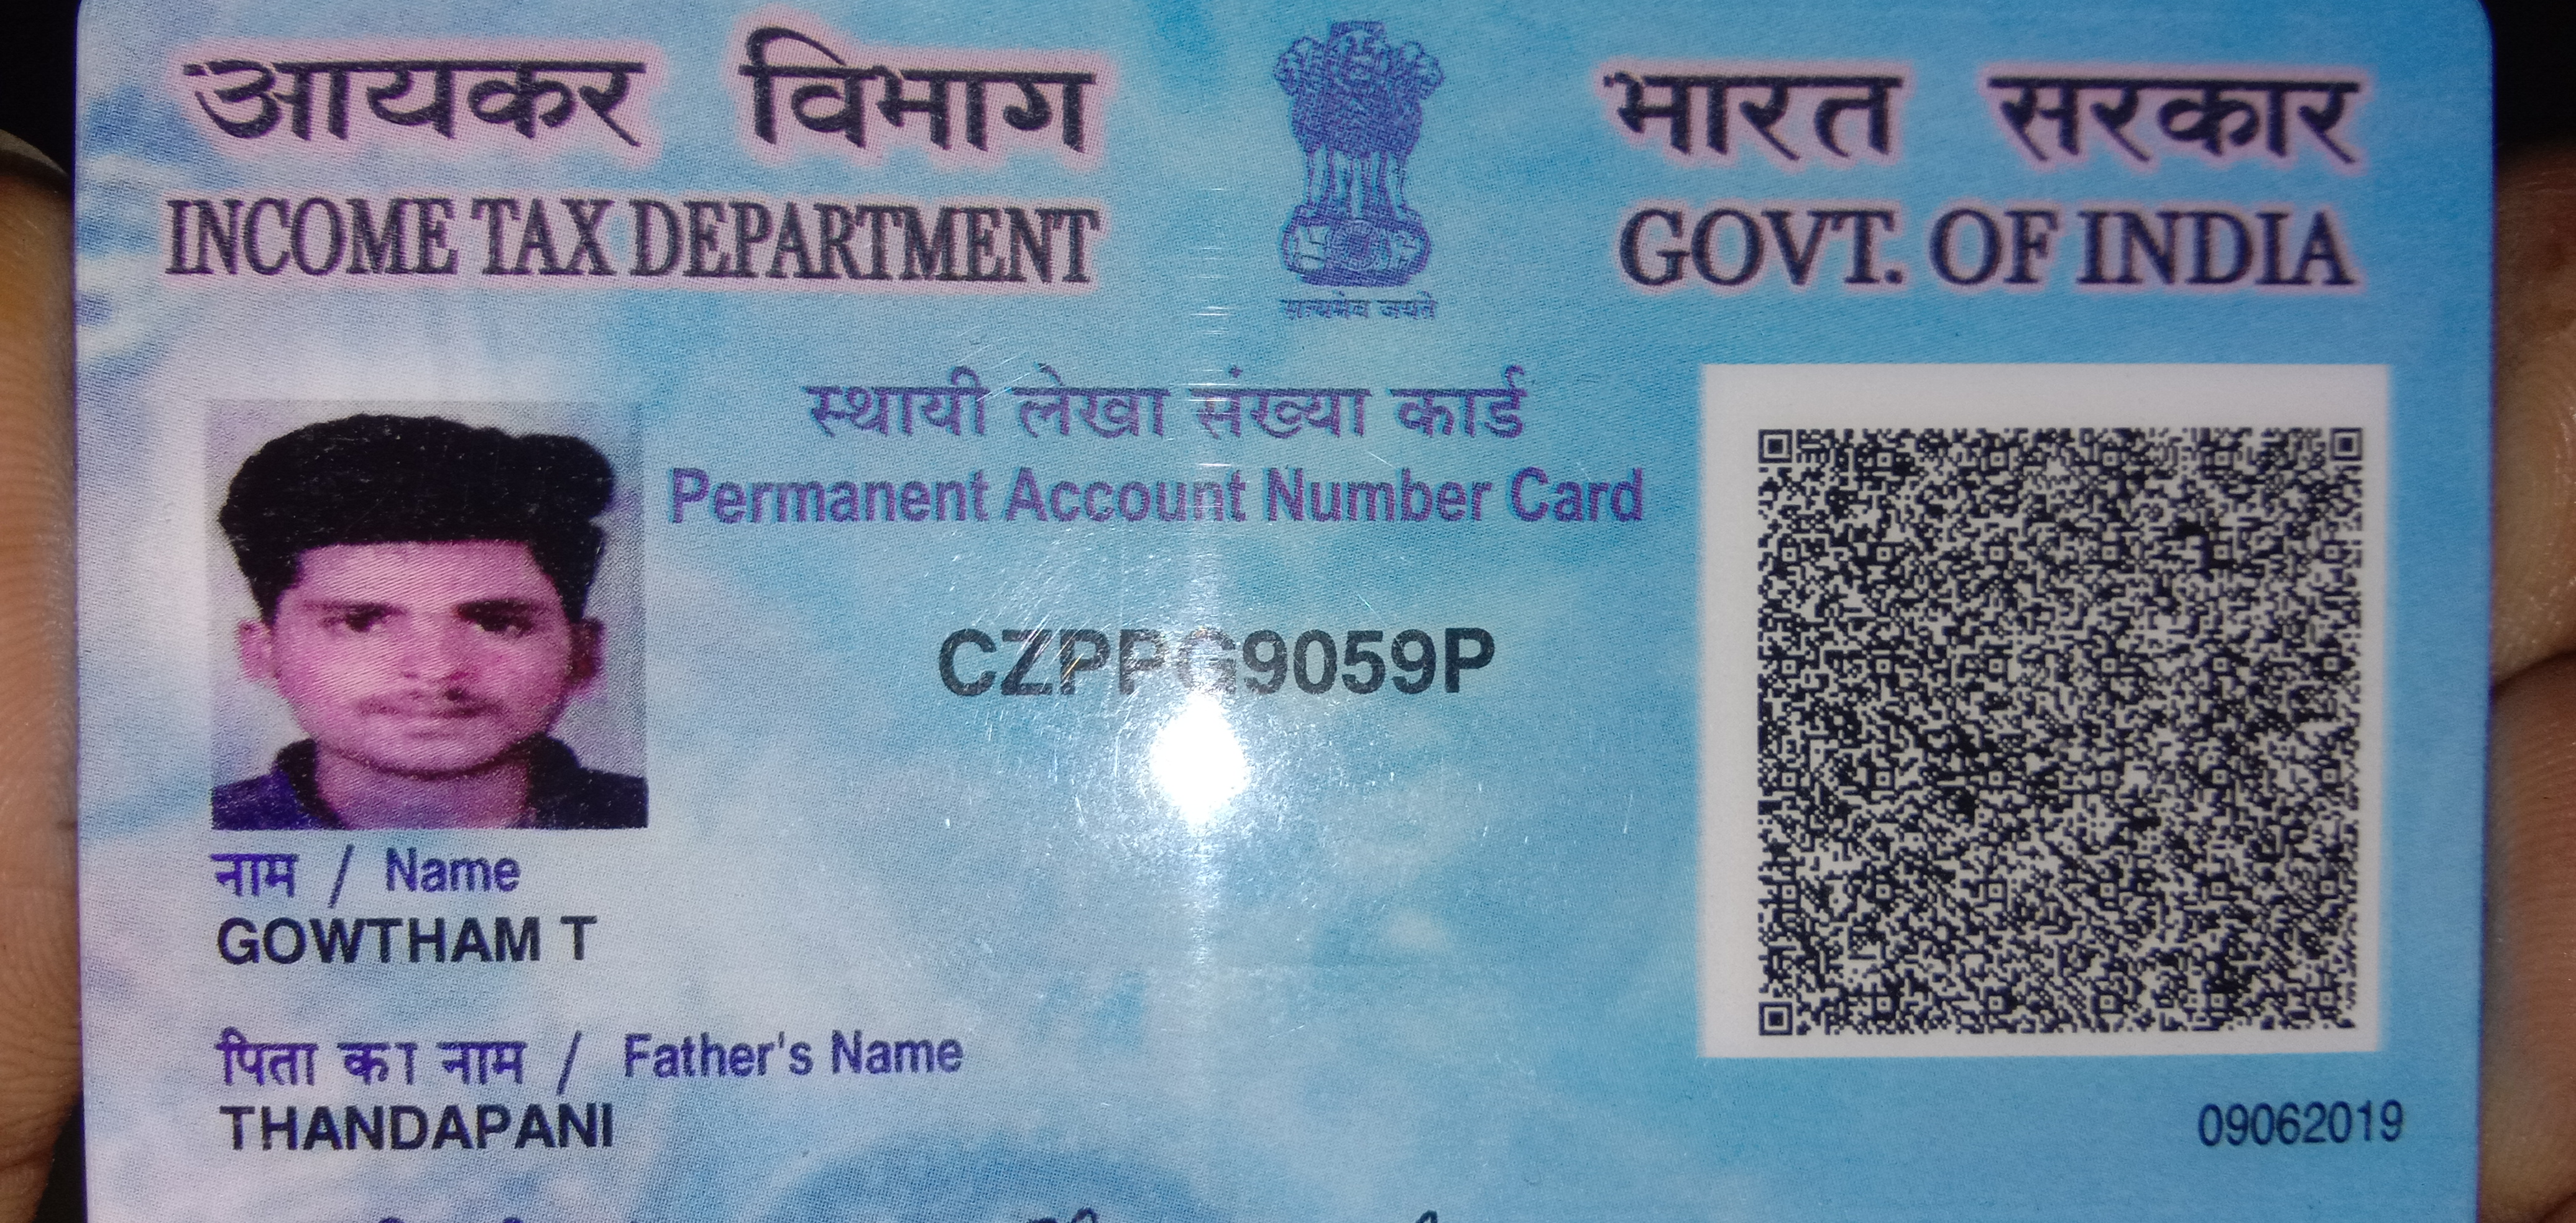 आयकर विभाग
INCOME TAX DEPARTMENT
सत्यमेव जयते
भारत सरकार
GOVT. OF INDIA
स्थायी लेखा संख्या कार्ड
Permanent Account Number Card
CZPPG9059P
नाम / Name
GOWTHAM T
पिता का नाम / Father's Name
THANDAPANI
09062019